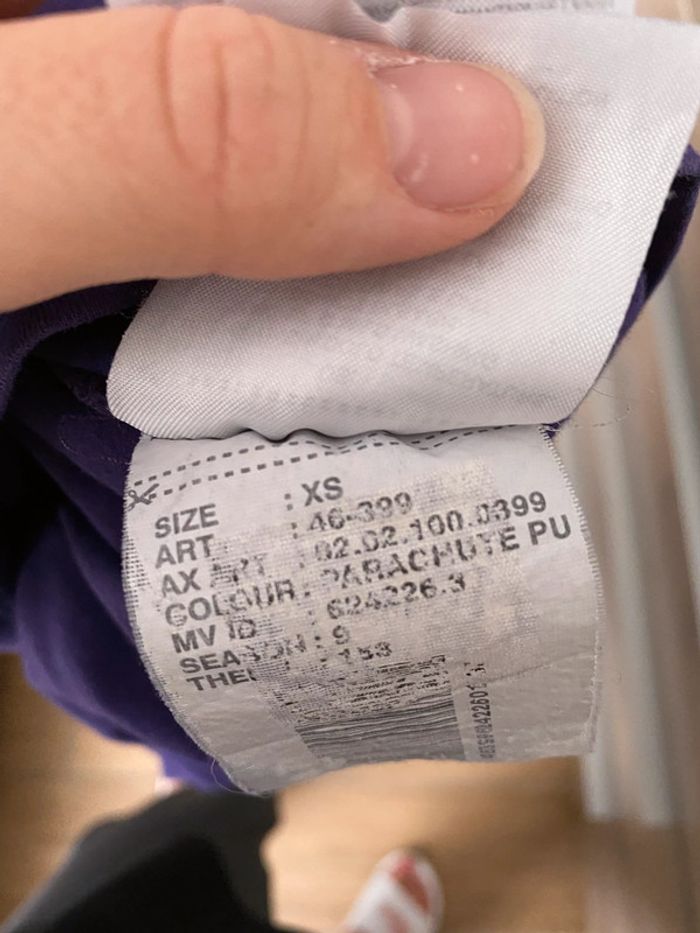 SIZE : XS
ART : 46-399
AX ART : 02.02.100.0399
COLOUR : PARACHUTE PU
MV ID : 624226.3
SEASON : 9
: 153